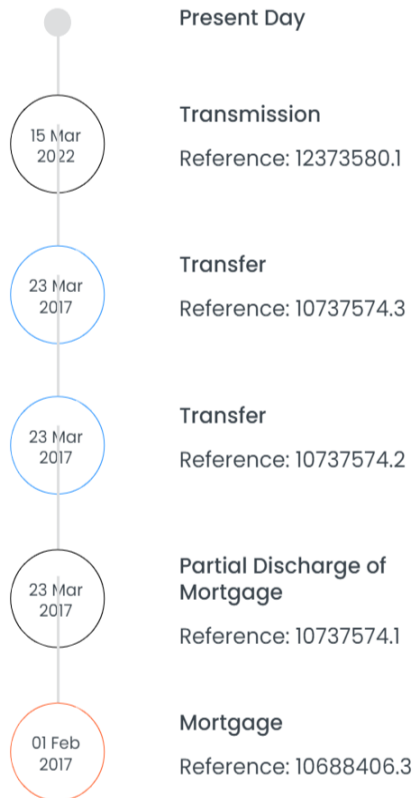 Present Day
15 Mar
2022
Transmission
Reference: 12373580.1
23 Mar
2017
Transfer
Reference: 10737574.3
23 Mar
2017
Transfer
Reference: 10737574.2
23 Mar
2017
Partial Discharge of
Mortgage
Reference: 10737574.1
01 Feb
2017
Mortgage
Reference: 10688406.3